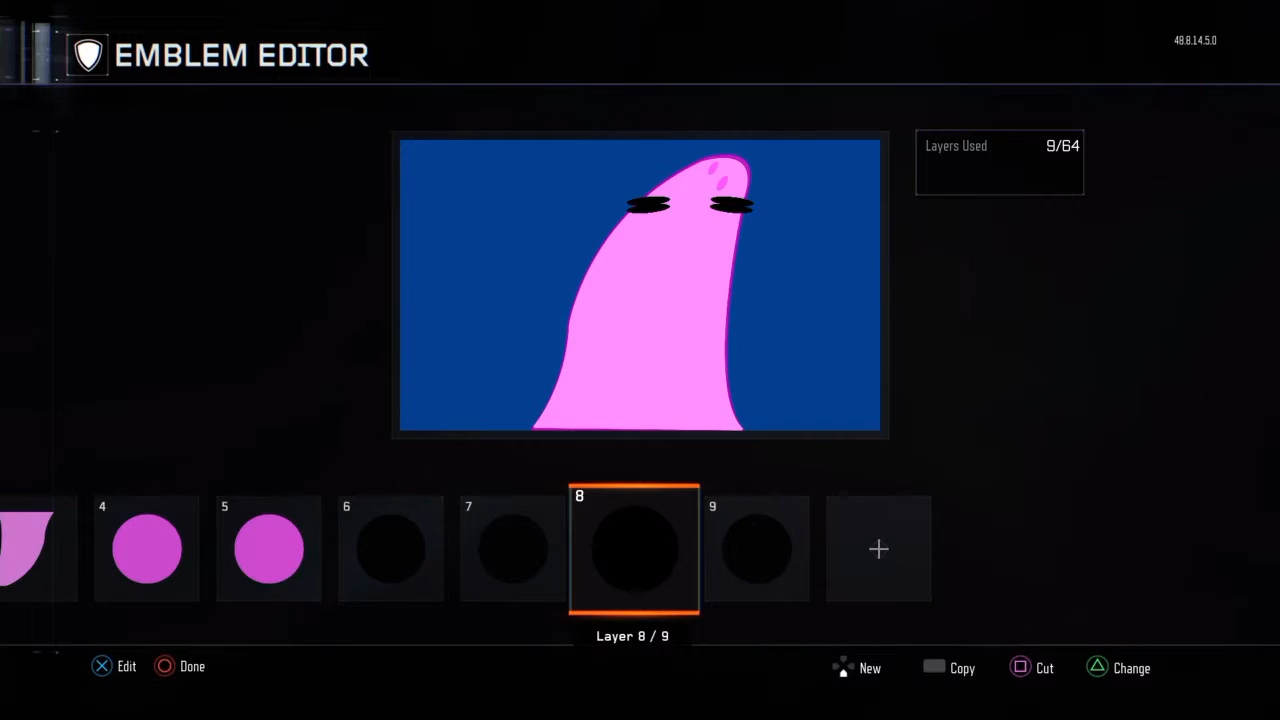 EMBLEM EDITOR
48.8.14.5.0
Layers Used 9/64
4 5 6 7 8 9
Layer 8 / 9
Edit Done New Copy Cut Change